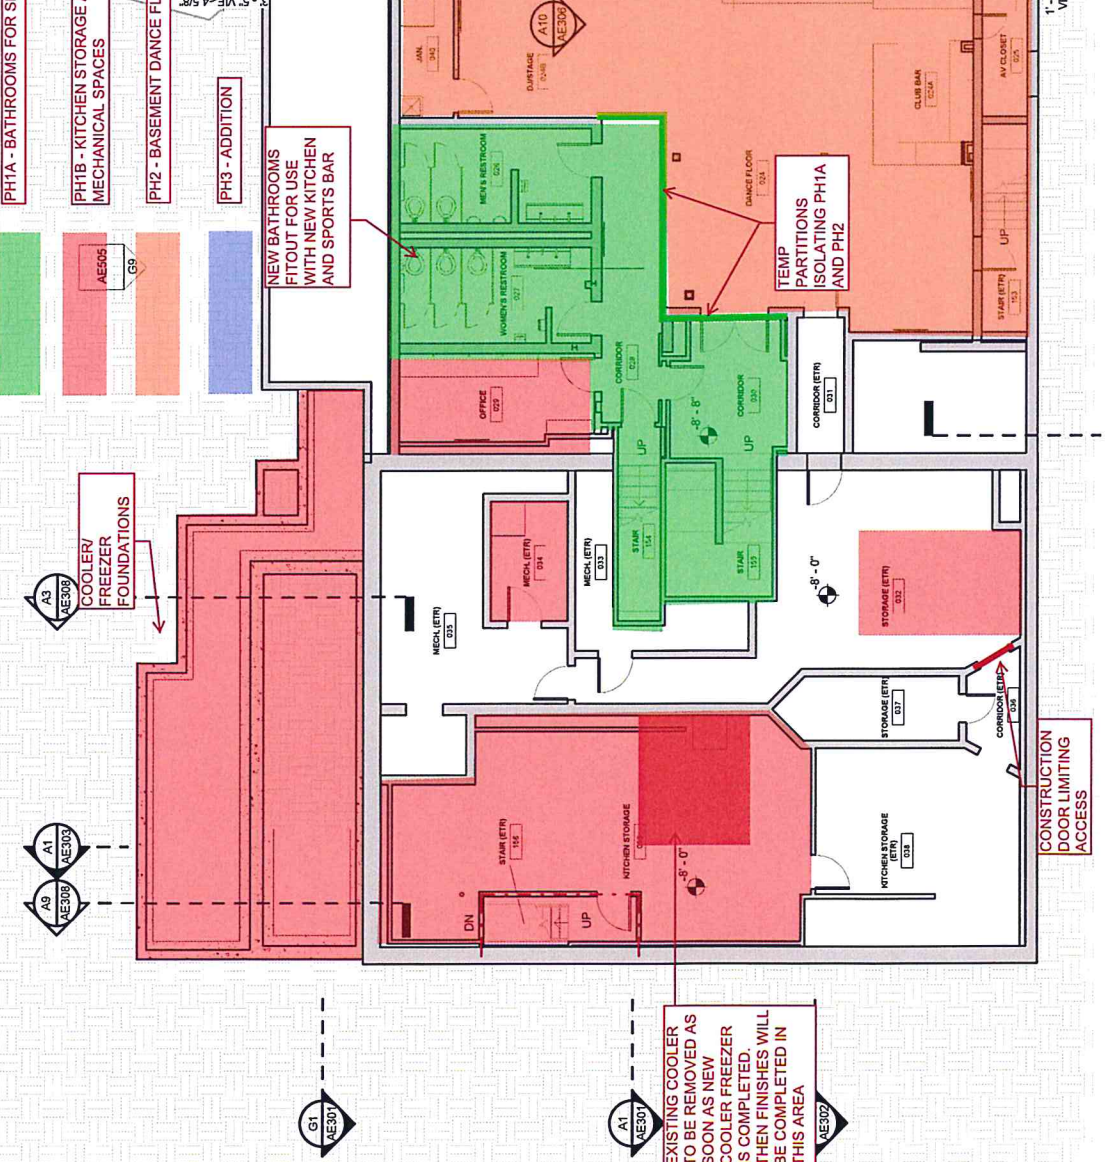 PH1A - BATHROOMS FOR
PH1B - KITCHEN STORAGE
MECHANICAL SPACES
PH2 - BASEMENT DANCE
PH3 - ADDITION
AE505
G9
NEW BATHROOMS
FITOUT FOR USE
WITH NEW KITCHEN
AND SPORTS BAR
COOLER/
FREEZER
FOUNDATIONS
TEMP
PARTITIONS
ISOLATING PH1A
AND PH2
CONSTRUCTION
DOOR LIMITING
ACCESS
EXISTING COOLER
TO BE REMOVED AS
SOON AS NEW
COOLER FREEZER
IS COMPLETED.
THEN FINISHES WILL
BE COMPLETED IN
THIS AREA
A10
AE306
A3
AE308
A1
AE303
A9
AE308
G1
AE301
A1
AE301
AE302
JAN.
040
DJ/STAGE
024B
CLUB BAR
024A
AV CLOSET
025
DANCE FLOOR
024
UP
STAIR (ETR)
153
MEN'S RESTROOM
026
WOMEN'S RESTROOM
027
CORRIDOR
OFFICE
029
CORRIDOR
030
-8' - 8"
UP
UP
CORRIDOR (ETR)
031
STAIR
154
STAIR
155
MECH. (ETR)
034
MECH. (ETR)
033
MECH. (ETR)
035
-8' - 0"
STORAGE (ETR)
032
STORAGE (ETR)
037
CORRIDOR (ETR)
036
STAIR (ETR)
156
KITCHEN STORAGE
-8' - 0"
DN
UP
KITCHEN STORAGE
(ETR)
038